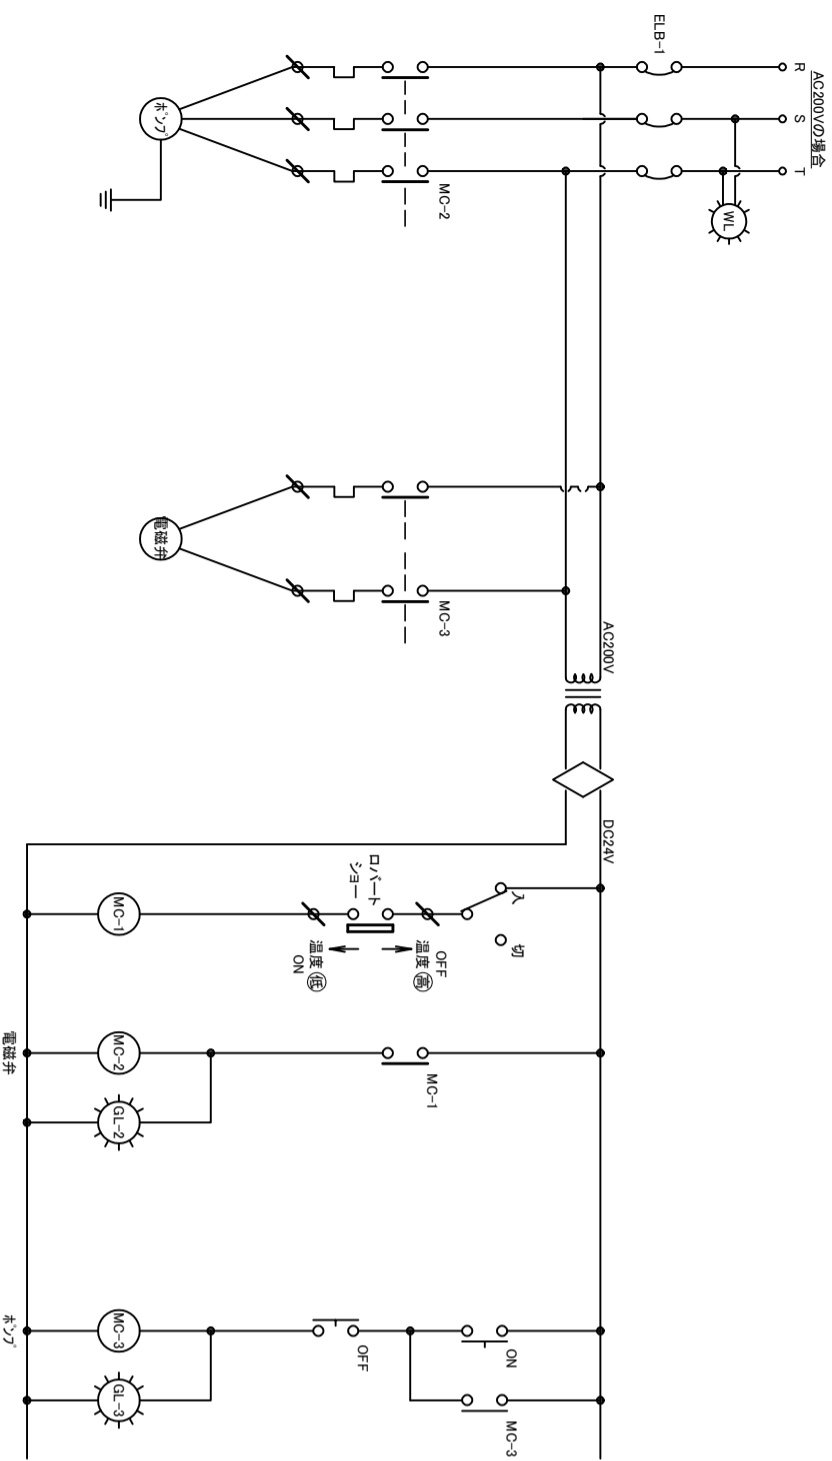 AC200Vの場合
R
S
T
WL
ELB-1
MC-2
ポンプ
MC-3
電磁弁
AC200V
DC24V
入
切
OFF
温度高
ロバート
ショー
温度低
ON
MC-1
MC-1
MC-2
GL-2
電磁弁
ON
MC-3
OFF
MC-3
GL-3
ポンプ